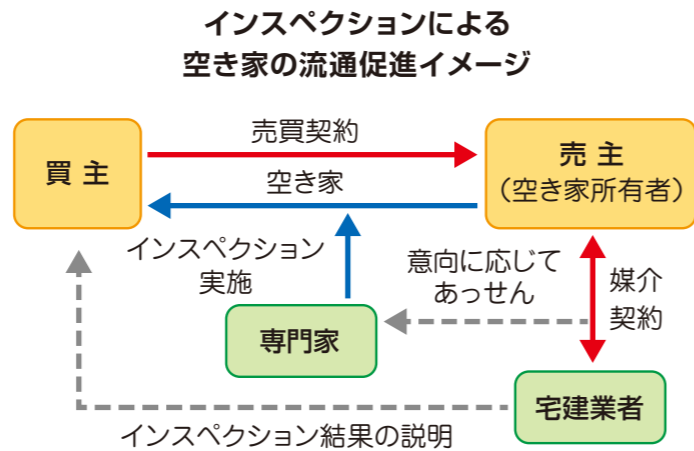 インスペクションによる
空き家の流通促進イメージ
買 主
売買契約
空き家
売 主
（空き家所有者）
インスペクション
実施
意向に応じて
あっせん
媒介
契約
専門家
宅建業者
インスペクション結果の説明